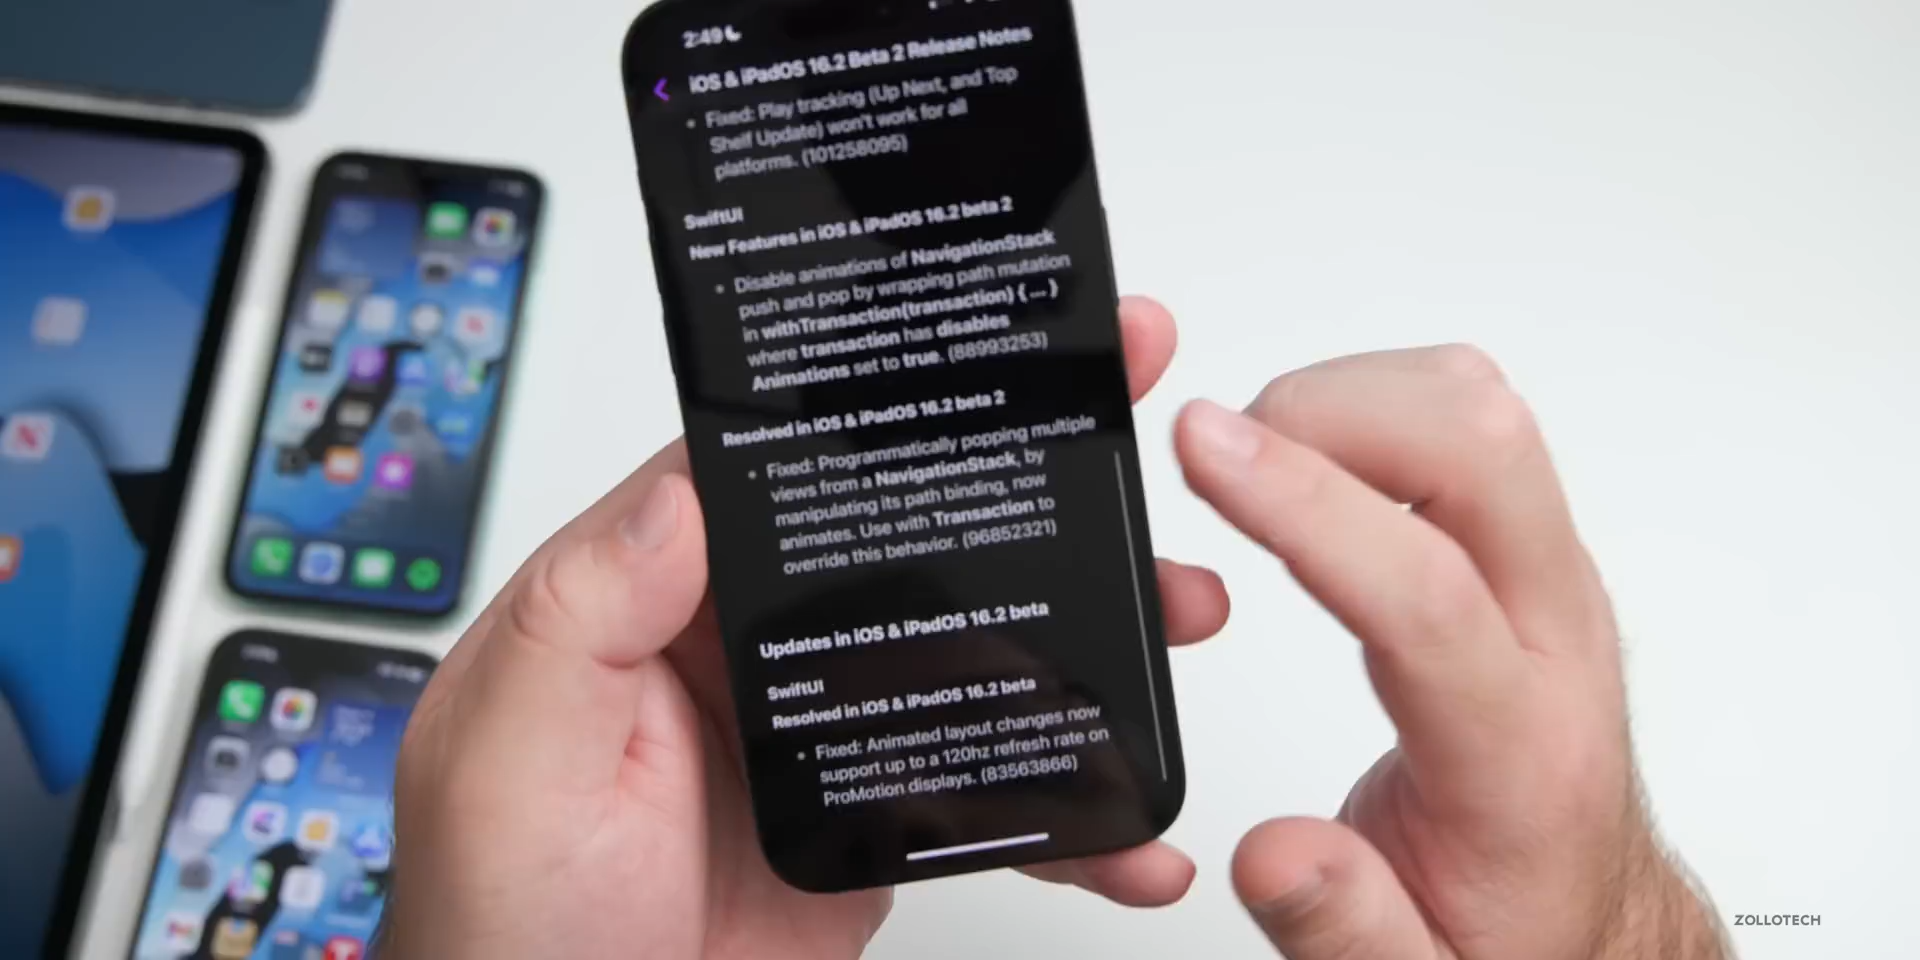 2:49
iOS & iPadOS 16.2 Beta 2 Release Notes
• Fixed: Play tracking (Up Next, and Top
Shelf Update) won't work for all
platforms. (101258095)
SwiftUI
New Features in iOS & iPadOS 16.2 beta 2
• Disable animations of NavigationStack
push and pop by wrapping path mutation
in withTransaction(transaction) { ... }
where transaction has disables
Animations set to true. (88993253)
Resolved in iOS & iPadOS 16.2 beta 2
• Fixed: Programmatically popping multiple
views from a NavigationStack, by
manipulating its path binding, now
animates. Use with Transaction to
override this behavior. (96852321)
Updates in iOS & iPadOS 16.2 beta
SwiftUI
Resolved in iOS & iPadOS 16.2 beta
• Fixed: Animated layout changes now
support up to a 120hz refresh rate on
ProMotion displays. (83563866)
ZOLLOTECH